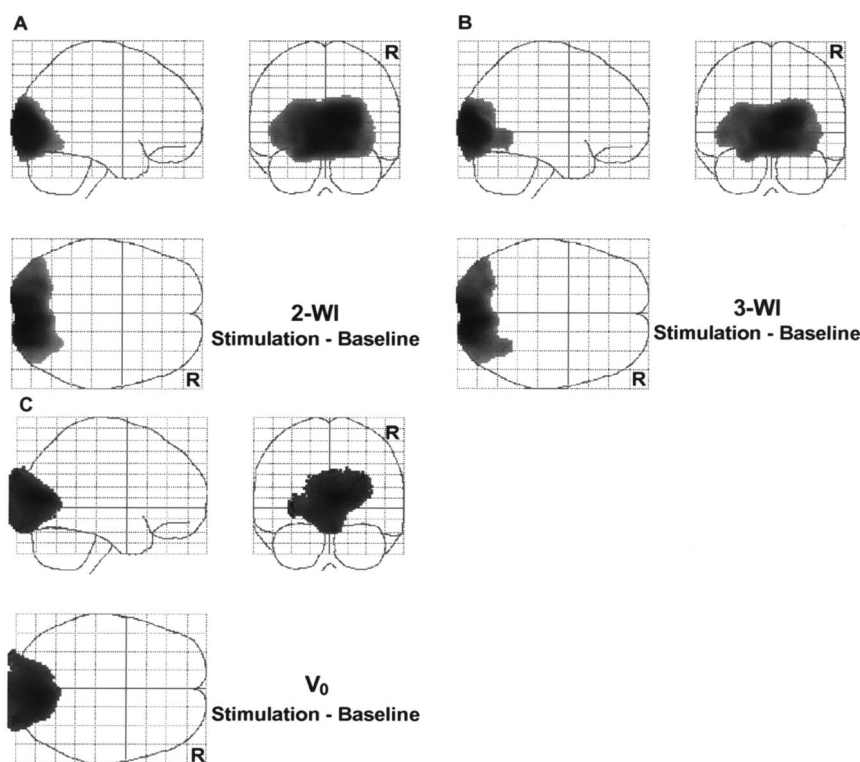 A
R
2-WI
Stimulation - Baseline
R
B
R
3-WI
Stimulation - Baseline
R
C
R
V₀
Stimulation - Baseline
R